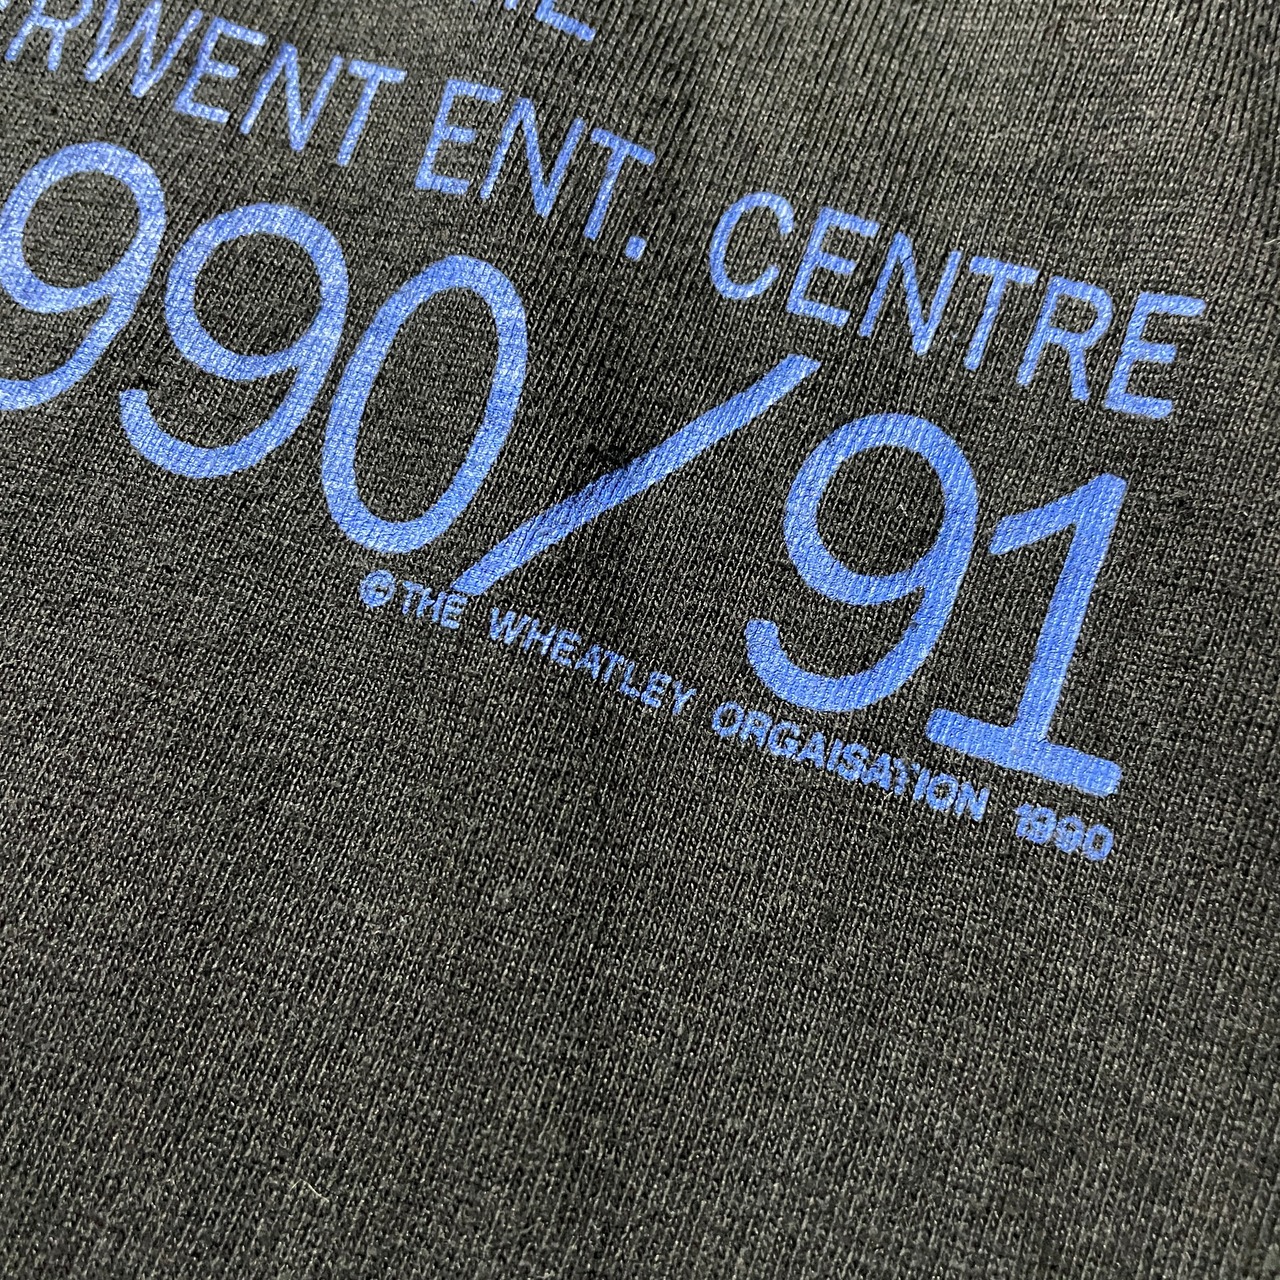 RWENT ENT. CENTRE
990/91
© THE WHEATLEY ORGAISATION 1990